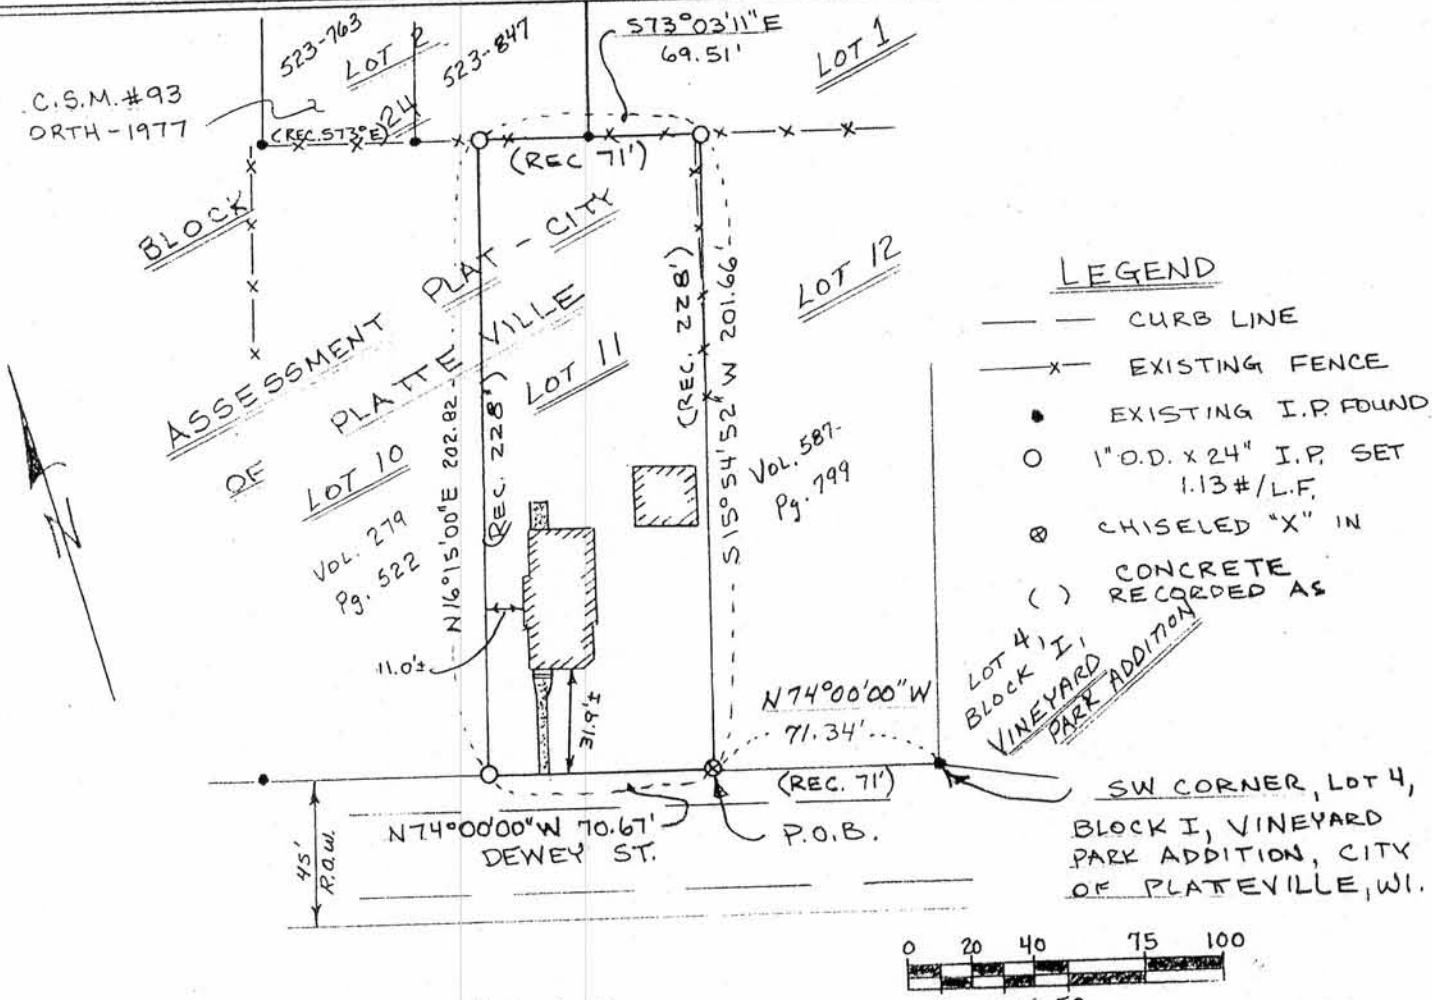 C.S.M. #93
ORTH - 1977
523-763
LOT 2
523-847
24
(REC. S73°E)
S73°03'11"E
69.51'
LOT 1
(REC 71')
BLOCK
ASSESSMENT PLAT - CITY
OF PLATTEVILLE
LOT 10
VOL. 279
Pg. 522
N16°15'00"E 202.82
(REC. 228')
LOT 11
(REC. 228')
S15°54'52"W 201.66'
LOT 12
VOL. 587-
Pg. 799
N
11.0'±
31.9'±
LEGEND
CURB LINE
EXISTING FENCE
EXISTING I.P. FOUND
1" O.D. x 24" I.P. SET
1.13 #/L.F.
CHISELED "X" IN
CONCRETE
( ) RECORDED AS
LOT 4,
BLOCK I,
VINEYARD
PARK ADDITION
N74°00'00"W
71.34'
(REC. 71')
N74°00'00"W 70.67'
DEWEY ST.
P.O.B.
45'
R.O.W.
SW CORNER, LOT 4,
BLOCK I, VINEYARD
PARK ADDITION, CITY
OF PLATTEVILLE, WI.
0 20 40 75 100